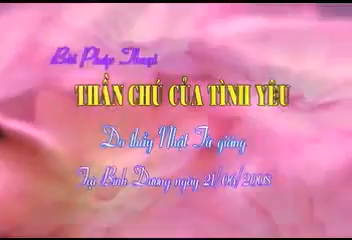 Bài Pháp Thoại
THẦN CHÚ CỦA TÌNH YÊU
Do thầy Nhật Từ giảng
Tại Bình Dương ngày 21/06/2008